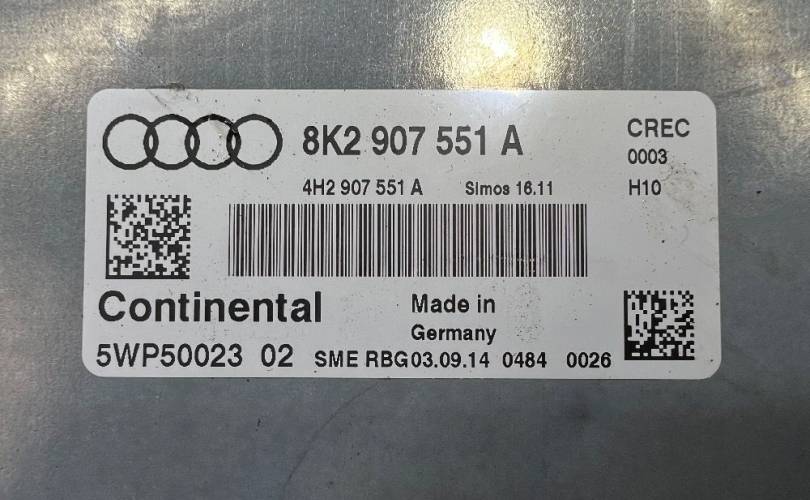 8K2 907 551 A
CREC
0003
4H2 907 551 A Simos 16.11
H10
Continental
Made in
Germany
5WP50023 02 SME RBG03.09.14 0484 0026